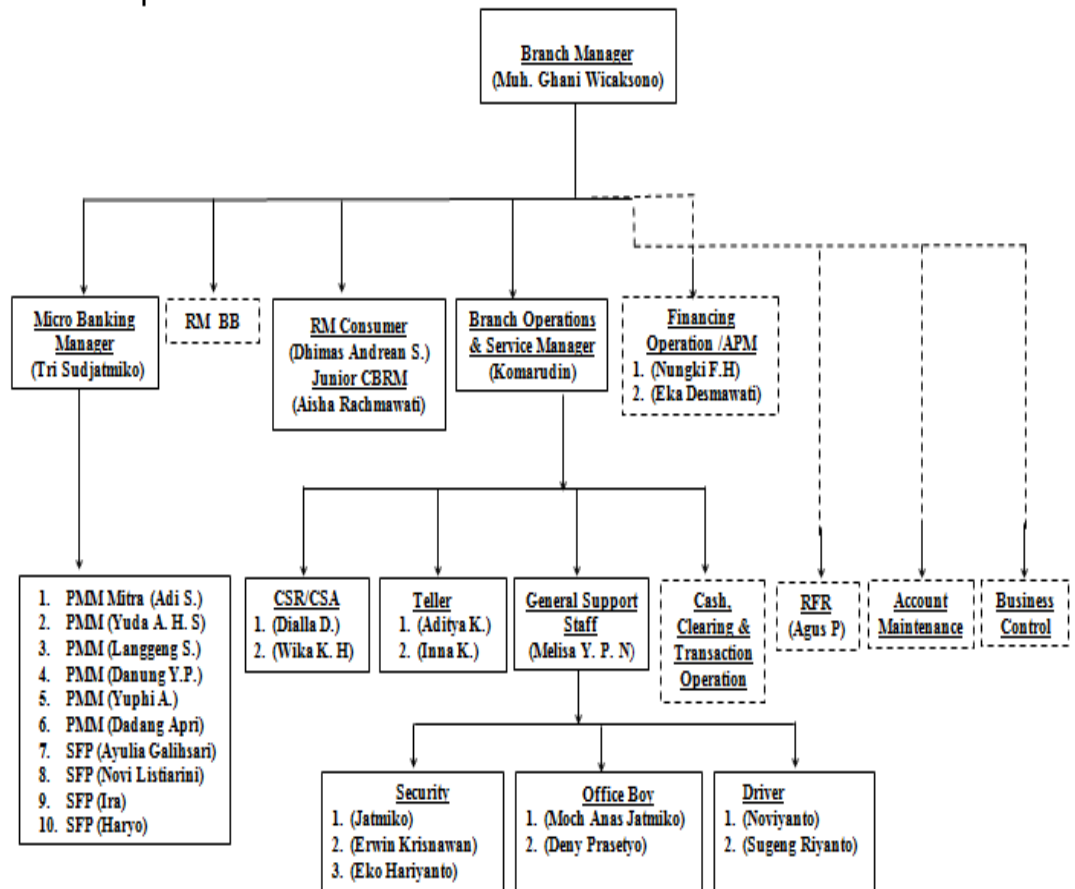 Branch Manager
(Muh. Ghani Wicaksono)
Micro Banking
Manager
(Tri Sudjatmiko)
RM BB
RM Consumer
(Dhimas Andrean S.)
Junior CBRM
(Aisha Rachmawati)
Branch Operations
& Service Manager
(Komarudin)
Financing
Operation /APM
1. (Nungki F.H)
2. (Eka Desmawati)
1. PMM Mitra (Adi S.)
2. PMM (Yuda A. H. S)
3. PMM (Langgeng S.)
4. PMM (Danung Y.P.)
5. PMM (Yuphi A.)
6. PMM (Dadang Apri)
7. SFP (Ayulia Galihsari)
8. SFP (Novi Listiarini)
9. SFP (Ira)
10. SFP (Haryo)
CSR/CSA
1. (Dialla D.)
2. (Wika K. H)
Teller
1. (Aditya K.)
2. (Inna K.)
General Support
Staff
(Melisa Y. P. N)
Cash,
Clearing &
Transaction
Operation
RFR
(Agus P)
Account
Maintenance
Business
Control
Security
1. (Jatmiko)
2. (Erwin Krisnawan)
3. (Eko Hariyanto)
Office Boy
1. (Moch Anas Jatmiko)
2. (Deny Prasetyo)
Driver
1. (Noviyanto)
2. (Sugeng Riyanto)